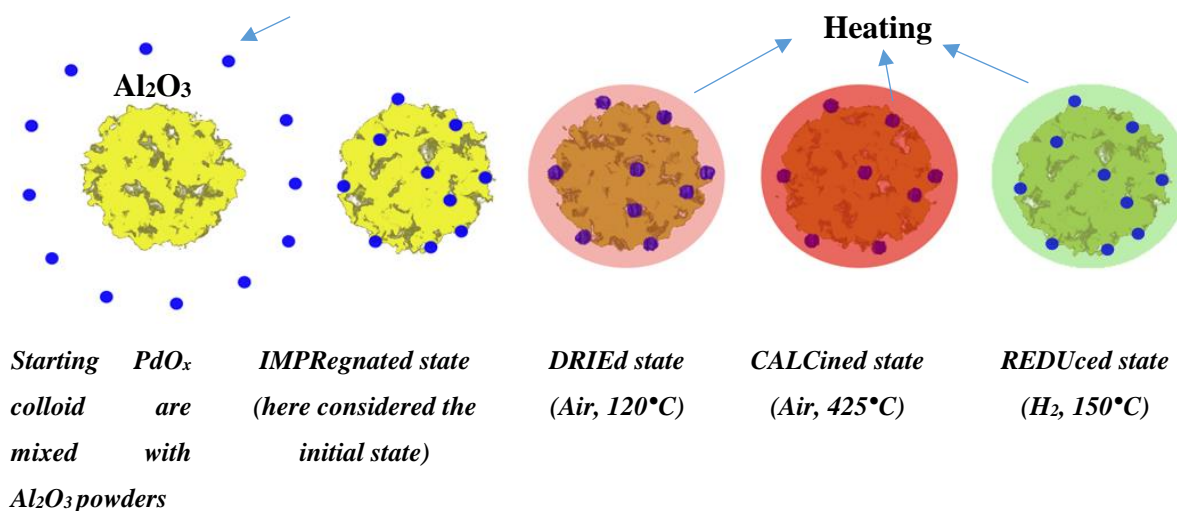 Heating
Al₂O₃
Starting PdOₓ
colloid are
mixed with
Al₂O₃ powders
IMPRegnated state
(here considered the
initial state)
DRIEd state
(Air, 120•C)
CALCined state
(Air, 425•C)
REDUced state
(H₂, 150•C)